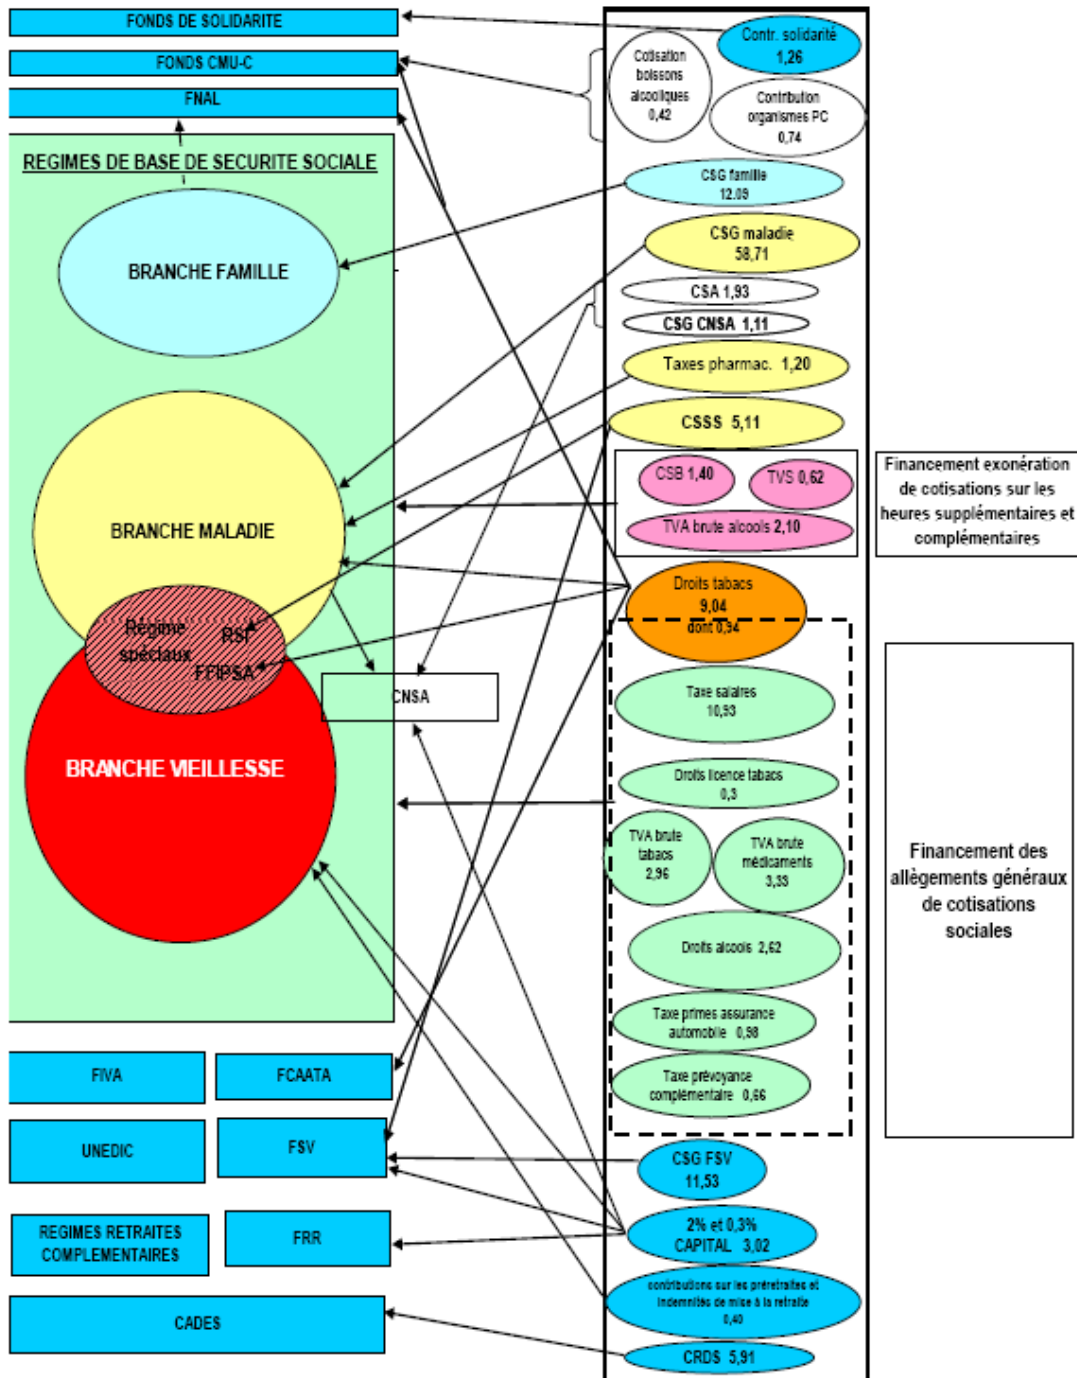 FONDS DE SOLIDARITE
FONDS CMU-C
FNAL
REGIMES DE BASE DE SECURITE SOCIALE
BRANCHE FAMILLE
BRANCHE MALADIE
Régime
spéciaux
RSI
FFIPSA
BRANCHE VIEILLESSE
CNSA
FIVA
FCAATA
UNEDIC
FSV
REGIMES RETRAITES
COMPLEMENTAIRES
FRR
CADES
Contr. solidarité
1,26
Cotisation
boissons
alcooliques
0,42
Contribution
organismes PC
0,74
CSG famille
12.09
CSG maladie
58,71
CSA 1,93
CSG CNSA 1,11
Taxes pharmac. 1,20
CSSS 5,11
CSB 1,40
TVS 0,62
TVA brute alcools 2,10
Droits tabacs
9,04
dont 0,94
Taxe salaires
10,93
Droits licence tabacs
0,3
TVA brute
tabacs
2,96
TVA brute
médicaments
3,33
Droits alcools 2,62
Taxe primes assurance
automobile 0,98
Taxe prévoyance
complémentaire 0,66
CSG FSV
11,53
2% et 0,3%
CAPITAL 3,02
contributions sur les préretraites et
indemnités de mise à la retraite
0,40
CRDS 5,91
Financement exonération
de cotisations sur les
heures supplémentaires et
complémentaires
Financement des
allègements généraux
de cotisations
sociales